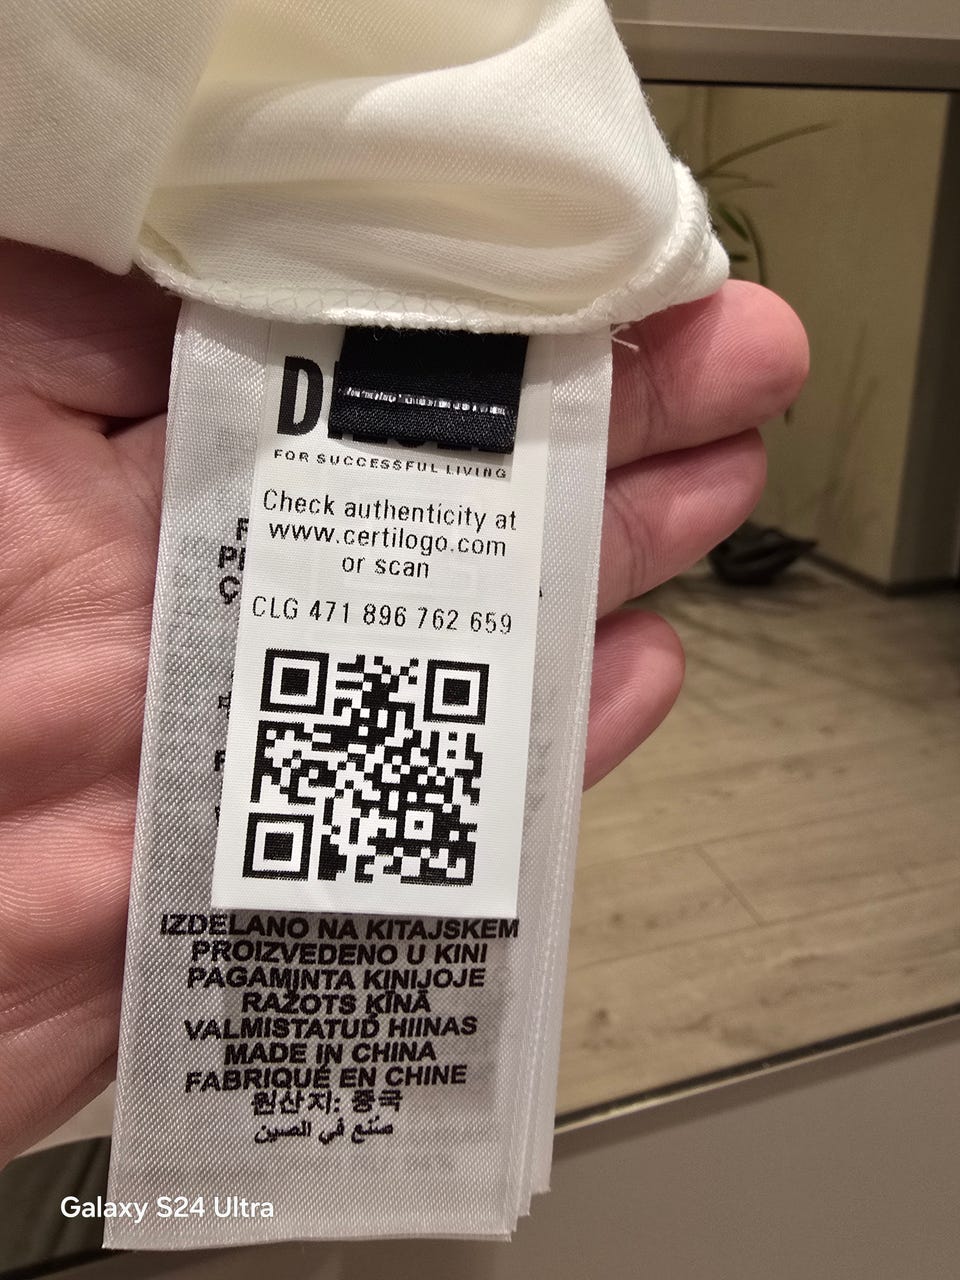 FOR SUCCESSFUL LIVING
Check authenticity at
www.certilogo.com
or scan
CLG 471 896 762 659
IZDELANO NA KITAJSKEM
PROIZVEDENO U KINI
PAGAMINTA KINIJOJE
RAŽOTS ĶĪNĀ
VALMISTATUD HIINAS
MADE IN CHINA
FABRIQUÉ EN CHINE
원산지: 중국
صنع في الصين
Galaxy S24 Ultra